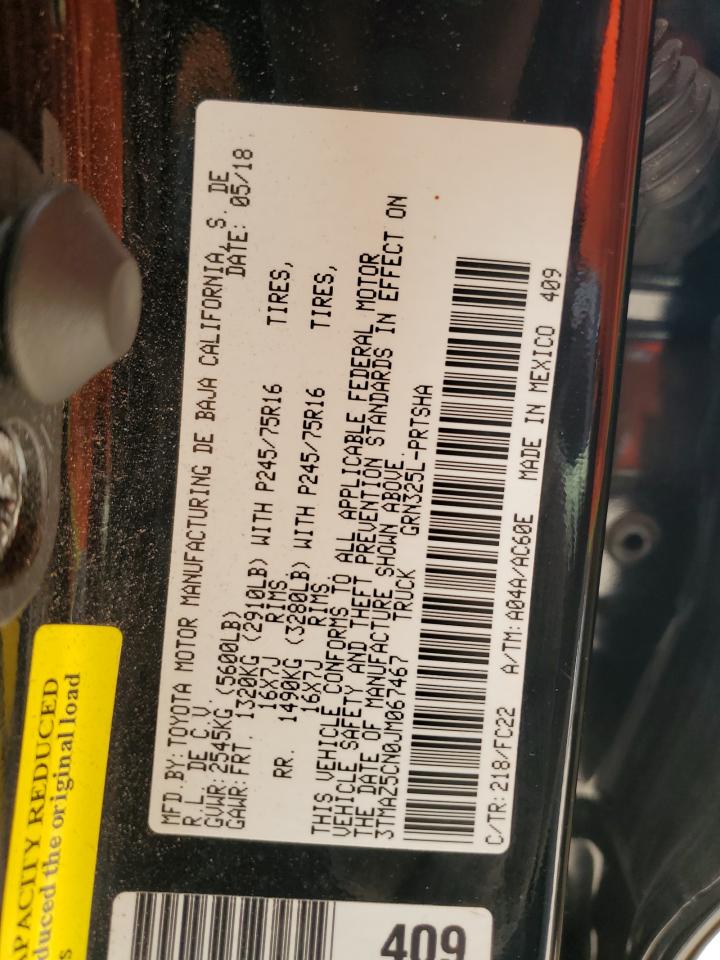 MFD.BY:TOYOTA MOTOR MANUFACTURING DE BAJA CALIFORNIA, S. DE
R.L. DE C.V. DATE: 05/18
GVWR:2545KG (5600LB)
GAWR:FRT. 1320KG (2910LB) WITH P245/75R16 TIRES,
16X7J RIMS
RR. 1490KG (3280LB) WITH P245/75R16 TIRES,
16X7J RIMS
THIS VEHICLE CONFORMS TO ALL APPLICABLE FEDERAL MOTOR
VEHICLE SAFETY AND THEFT PREVENTION STANDARDS IN EFFECT ON
THE DATE OF MANUFACTURE SHOWN ABOVE.
3TMAZ5CN0JM067467 TRUCK GRN325L-PRTSHA
C/TR:218/FC22 A/TM:A04A/AC60E MADE IN MEXICO 409
REDUCED
the original load
409